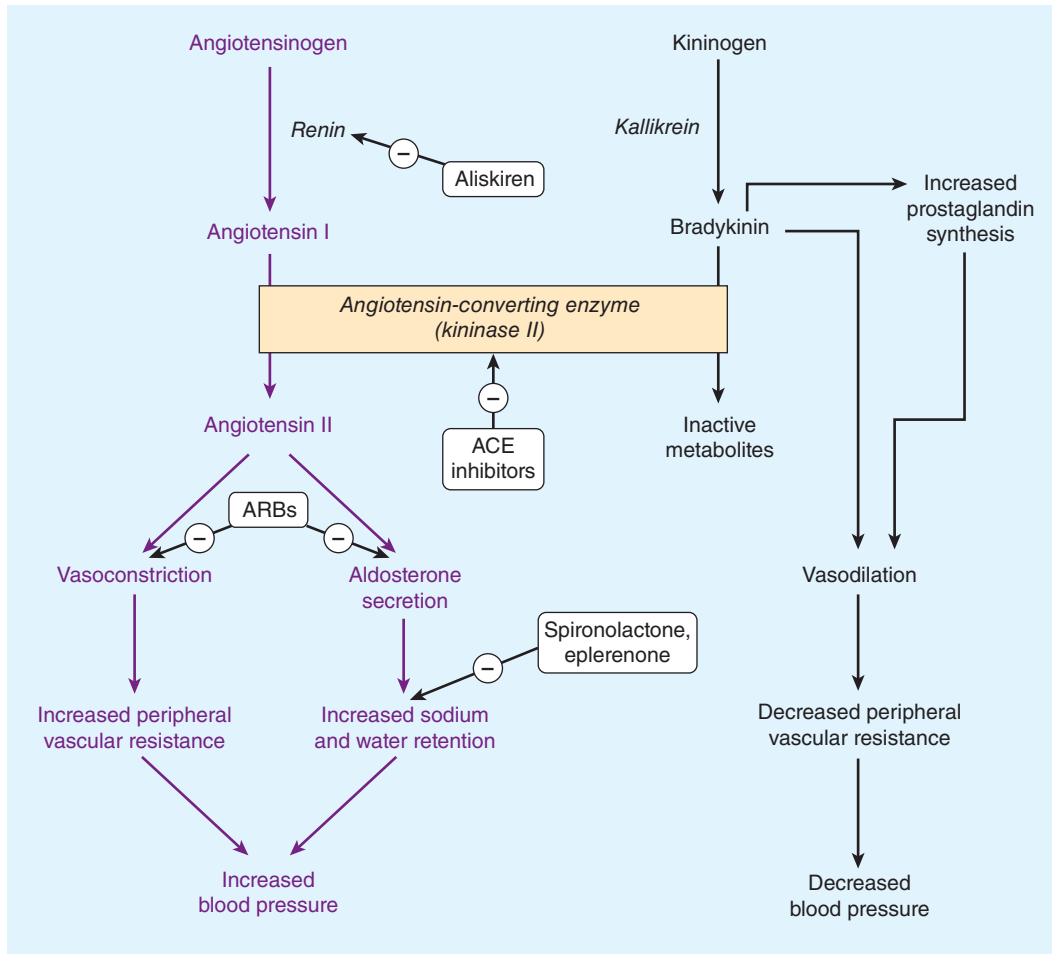 Angiotensinogen
Kininogen
Renin
Kallikrein
−
Aliskiren
Increased
prostaglandin
synthesis
Angiotensin I
Bradykinin
Angiotensin-converting enzyme
(kininase II)
−
ACE
inhibitors
Angiotensin II
Inactive
metabolites
ARBs
−
−
Vasoconstriction
Aldosterone
secretion
Vasodilation
Spironolactone,
eplerenone
−
Increased peripheral
vascular resistance
Increased sodium
and water retention
Decreased peripheral
vascular resistance
Increased
blood pressure
Decreased
blood pressure